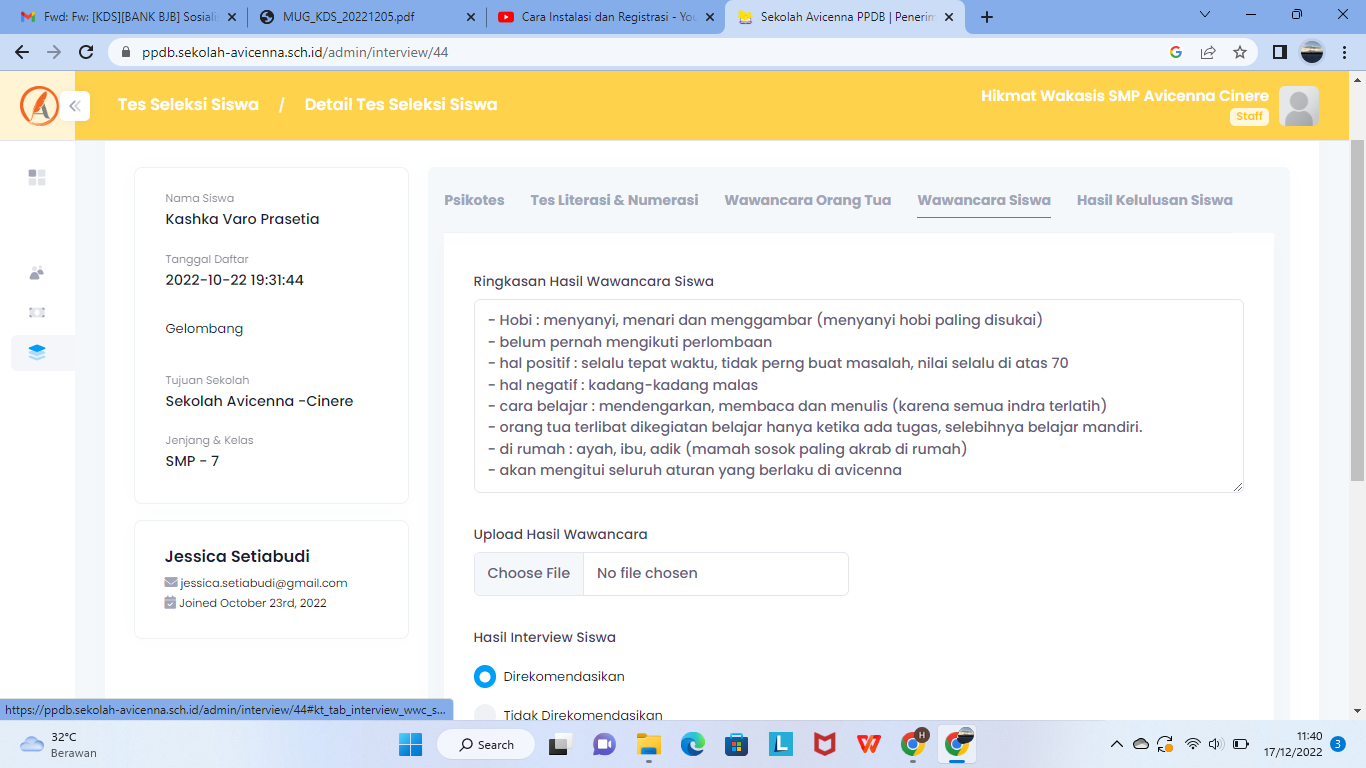 Fwd: Fw: [KDS][BANK BJB] Sosiali
MUG_KDS_20221205.pdf
Cara Instalasi dan Registrasi - You
Sekolah Avicenna PPDB | Penerim
ppdb.sekolah-avicenna.sch.id/admin/interview/44
Tes Seleksi Siswa / Detail Tes Seleksi Siswa
Hikmat Wakasis SMP Avicenna Cinere
Staff
Nama Siswa
Kashka Varo Prasetia
Tanggal Daftar
2022-10-22 19:31:44
Gelombang
Tujuan Sekolah
Sekolah Avicenna -Cinere
Jenjang & Kelas
SMP - 7
Jessica Setiabudi
jessica.setiabudi@gmail.com
Joined October 23rd, 2022
Psikotes Tes Literasi & Numerasi Wawancara Orang Tua Wawancara Siswa Hasil Kelulusan Siswa
Ringkasan Hasil Wawancara Siswa
- Hobi : menyanyi, menari dan menggambar (menyanyi hobi paling disukai)
- belum pernah mengikuti perlombaan
- hal positif : selalu tepat waktu, tidak perng buat masalah, nilai selalu di atas 70
- hal negatif : kadang-kadang malas
- cara belajar : mendengarkan, membaca dan menulis (karena semua indra terlatih)
- orang tua terlibat dikegiatan belajar hanya ketika ada tugas, selebihnya belajar mandiri.
- di rumah : ayah, ibu, adik (mamah sosok paling akrab di rumah)
- akan mengitui seluruh aturan yang berlaku di avicenna
Upload Hasil Wawancara
Choose File No file chosen
Hasil Interview Siswa
Direkomendasikan
Tidak Direkomendasikan
https://ppdb.sekolah-avicenna.sch.id/admin/interview/44#kt_tab_interview_wwc_s...
32°C
Berawan
Search
L
W
H
11:40
17/12/2022
3